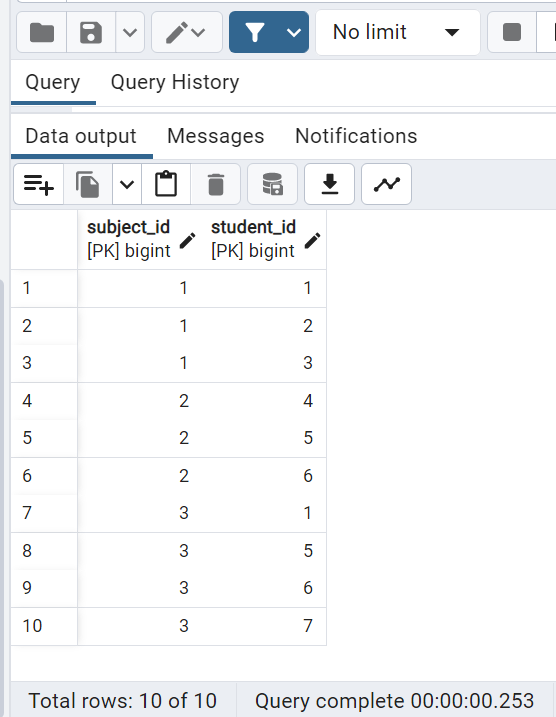 No limit
Query Query History
Data output Messages Notifications
subject_id student_id
[PK] bigint [PK] bigint
1 1 1
2 1 2
3 1 3
4 2 4
5 2 5
6 2 6
7 3 1
8 3 5
9 3 6
10 3 7
Total rows: 10 of 10 Query complete 00:00:00.253